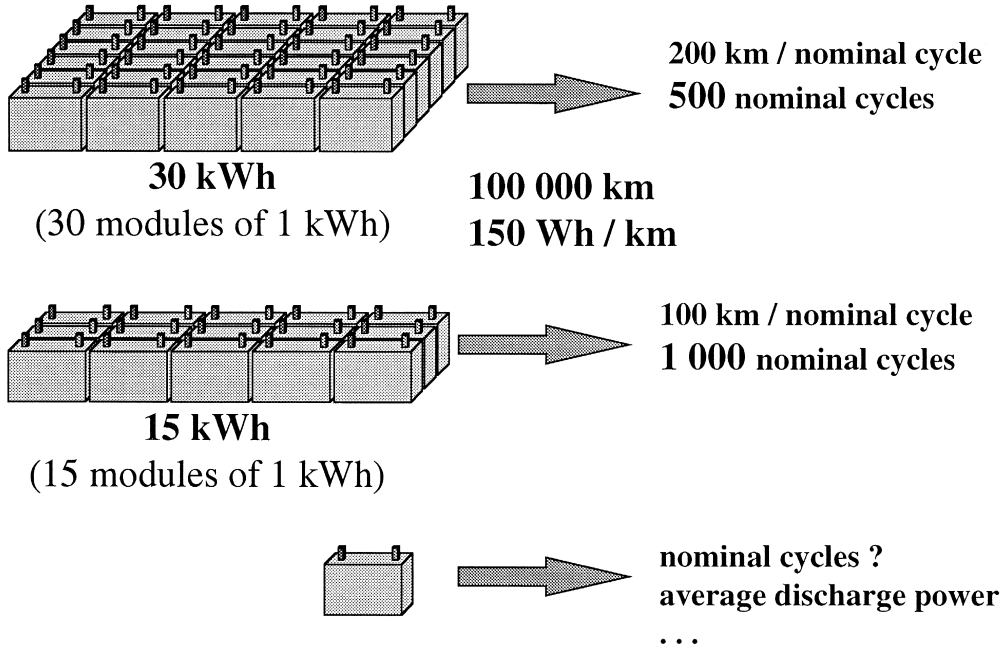 200 km / nominal cycle
500 nominal cycles
30 kWh
(30 modules of 1 kWh)
100 000 km
150 Wh / km
100 km / nominal cycle
1 000 nominal cycles
15 kWh
(15 modules of 1 kWh)
nominal cycles ?
average discharge power
. . .